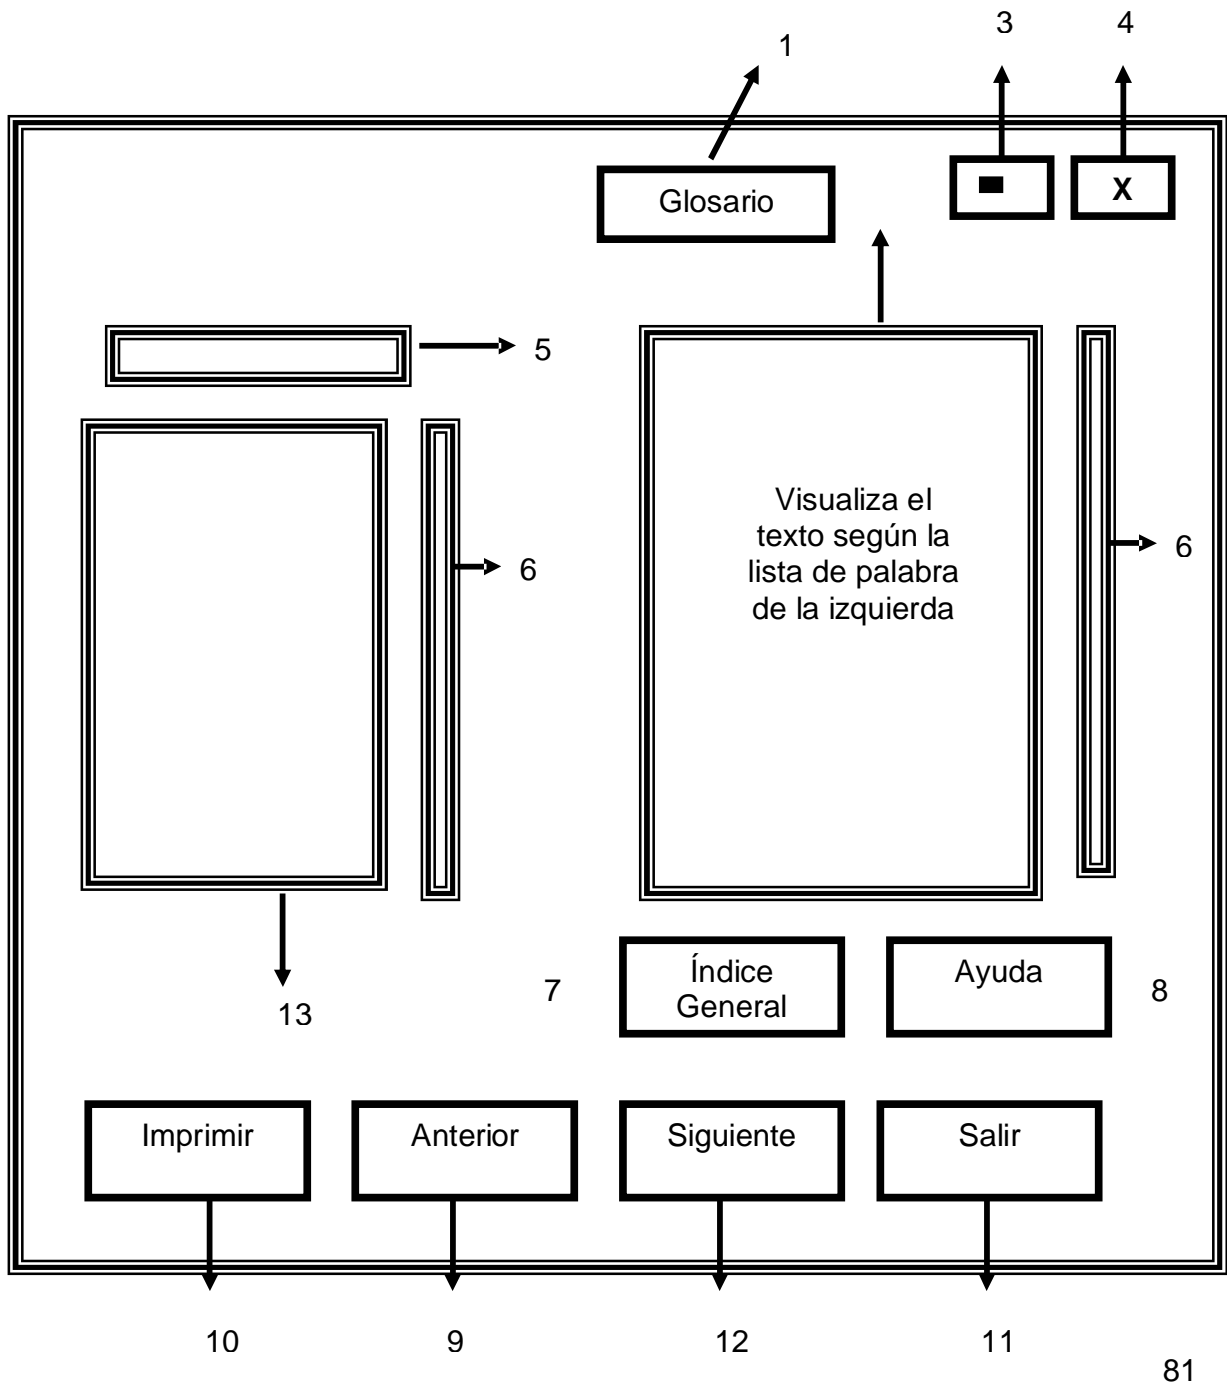 3
4
1
Glosario
X
5
Visualiza el
texto según la
lista de palabra
de la izquierda
6
6
13
7
Índice
General
Ayuda
8
Imprimir
Anterior
Siguiente
Salir
10
9
12
11
81